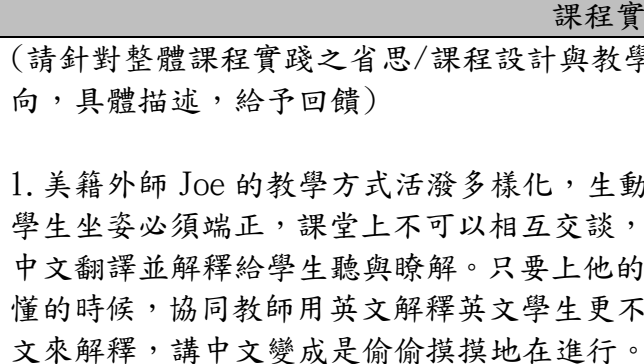 課程實
(請針對整體課程實踐之省思/課程設計與教學
向，具體描述，給予回饋)
1. 美籍外師 Joe 的教學方式活潑多樣化，生動
學生坐姿必須端正，課堂上不可以相互交談，
中文翻譯並解釋給學生聽與瞭解。只要上他的
懂的時候，協同教師用英文解釋英文學生更不
文來解釋，講中文變成是偷偷摸摸地在進行。